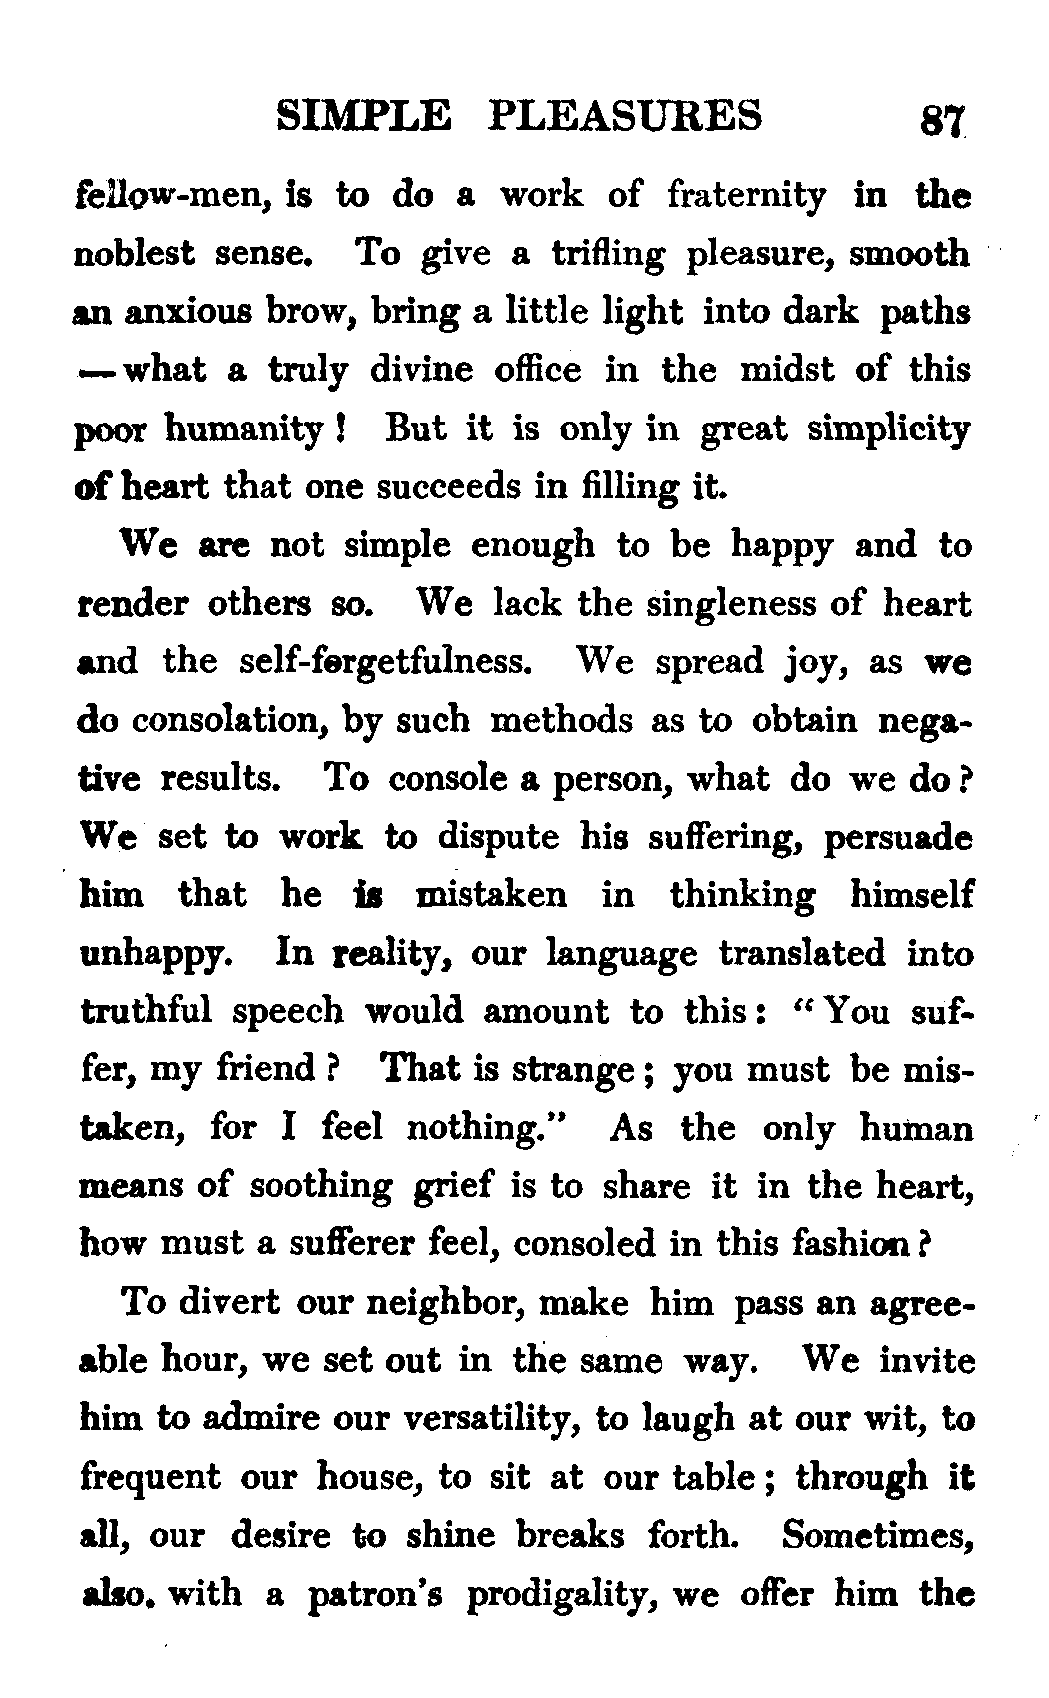 SIMPLE PLEASURES 87
fellow-men, is to do a work of fraternity in the
noblest sense. To give a trifling pleasure, smooth
an anxious brow, bring a little light into dark paths
—what a truly divine office in the midst of this
poor humanity! But it is only in great simplicity
of heart that one succeeds in filling it.
We are not simple enough to be happy and to
render others so. We lack the singleness of heart
and the self-forgetfulness. We spread joy, as we
do consolation, by such methods as to obtain nega-
tive results. To console a person, what do we do?
We set to work to dispute his suffering, persuade
him that he is mistaken in thinking himself
unhappy. In reality, our language translated into
truthful speech would amount to this: "You suf-
fer, my friend? That is strange; you must be mis-
taken, for I feel nothing." As the only human
means of soothing grief is to share it in the heart,
how must a sufferer feel, consoled in this fashion?
To divert our neighbor, make him pass an agree-
able hour, we set out in the same way. We invite
him to admire our versatility, to laugh at our wit, to
frequent our house, to sit at our table; through it
all, our desire to shine breaks forth. Sometimes,
also. with a patron's prodigality, we offer him the